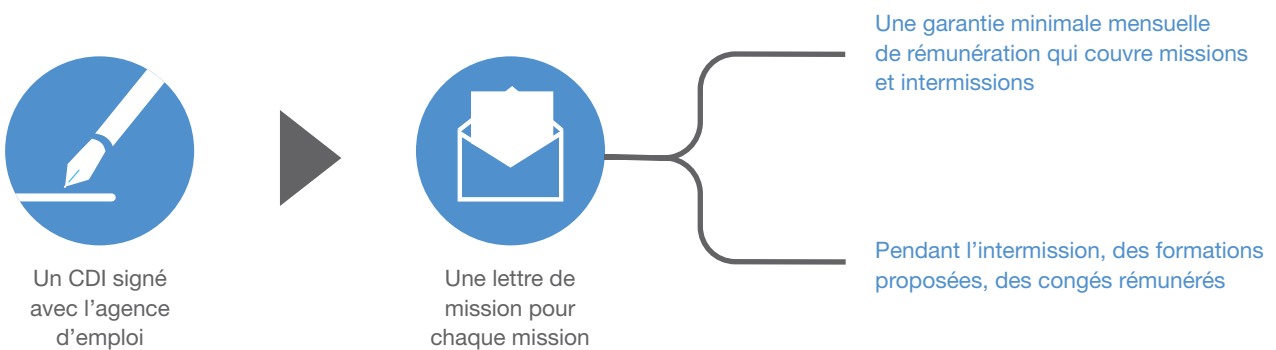 Une garantie minimale mensuelle
de rémunération qui couvre missions
et intermissions
Un CDI signé
avec l’agence
d’emploi
Une lettre de
mission pour
chaque mission
Pendant l’intermission, des formations
proposées, des congés rémunérés